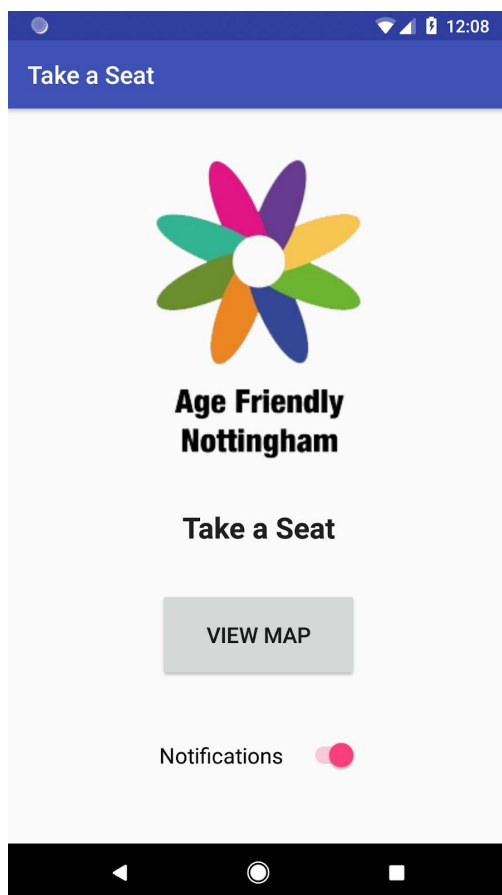 12:08
Take a Seat
Age Friendly
Nottingham
Take a Seat
VIEW MAP
Notifications